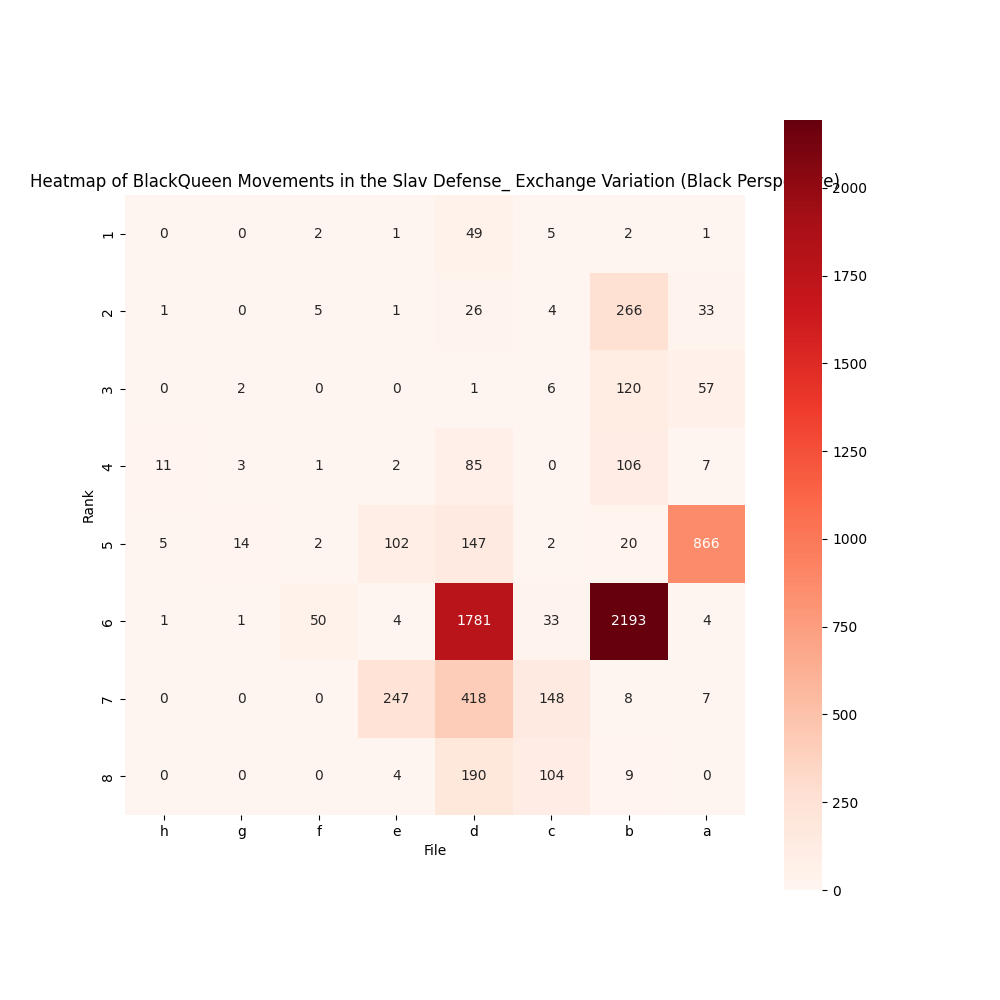 Heatmap of BlackQueen Movements in the Slav Defense_ Exchange Variation (Black Persp e)
2000
1750
1500
1250
1000
750
500
250
0
1 0 0 2 1 49 5 2 1
2 1 0 5 1 26 4 266 33
3 0 2 0 0 1 6 120 57
4 11 3 1 2 85 0 106 7
Rank
5 5 14 2 102 147 2 20 866
6 1 1 50 4 1781 33 2193 4
7 0 0 0 247 418 148 8 7
8 0 0 0 4 190 104 9 0
h g f e d c b a
File